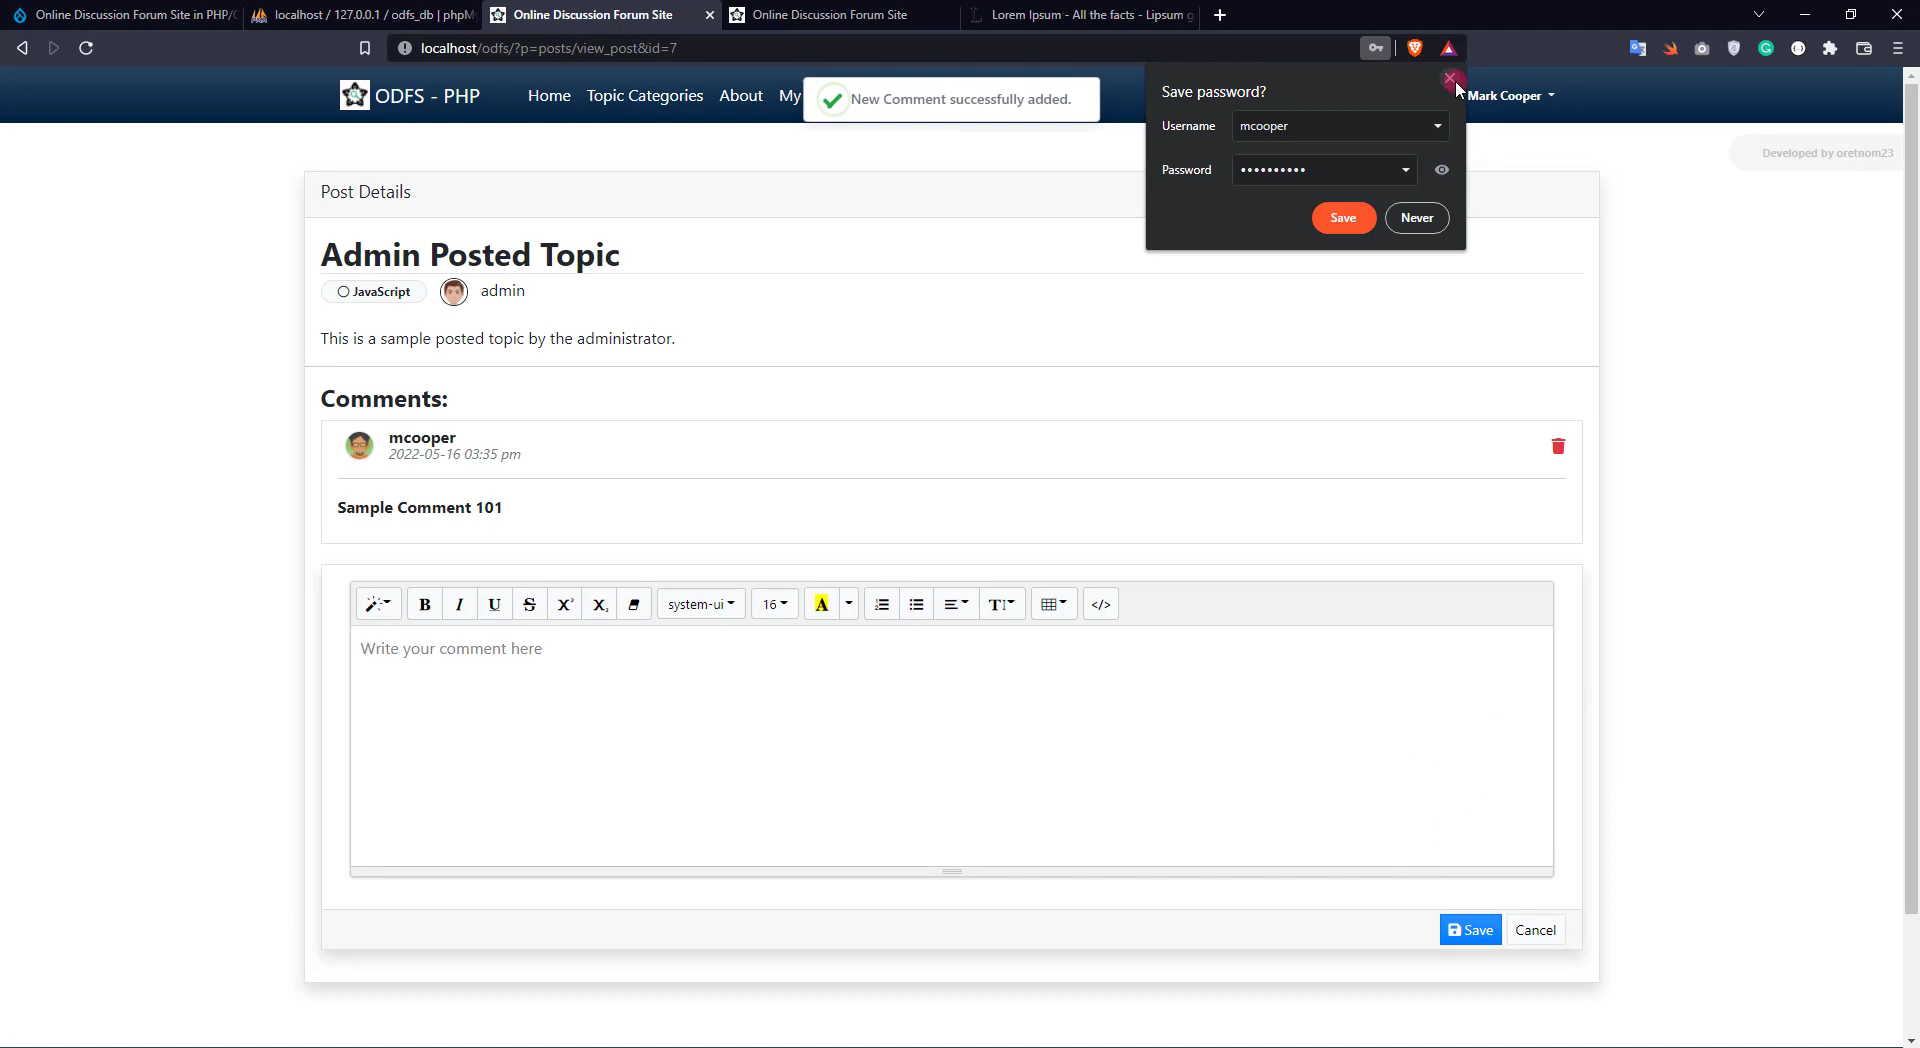 Online Discussion Forum Site in PHP/C
localhost / 127.0.0.1 / odfs_db | phpM
Online Discussion Forum Site
Online Discussion Forum Site
Lorem Ipsum - All the facts - Lipsum g
localhost/odfs/?p=posts/view_post&id=7
ODFS - PHP
Home
Topic Categories
About
My
New Comment successfully added.
Mark Cooper
Save password?
Username
mcooper
Password
••••••••••
Save
Never
Developed by oretnom23
Post Details
Admin Posted Topic
JavaScript
admin
This is a sample posted topic by the administrator.
Comments:
mcooper
2022-05-16 03:35 pm
Sample Comment 101
B I U S X² X₂ system-ui 16 A T </>
Write your comment here
Save
Cancel